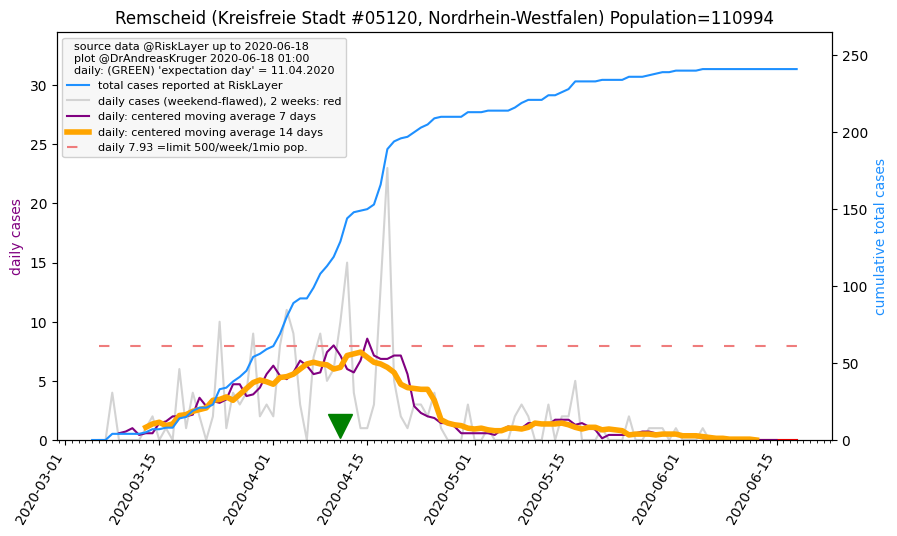 Remscheid (Kreisfreie Stadt #05120, Nordrhein-Westfalen) Population=110994
source data @RiskLayer up to 2020-06-18
plot @DrAndreasKruger 2020-06-18 01:00
daily: (GREEN) 'expectation day' = 11.04.2020
total cases reported at RiskLayer
daily cases (weekend-flawed), 2 weeks: red
daily: centered moving average 7 days
daily: centered moving average 14 days
daily 7.93 =limit 500/week/1mio pop.
daily cases
30
25
20
15
10
5
0
250
200
150
100
50
0
cumulative total cases
2020-03-01
2020-03-15
2020-04-01
2020-04-15
2020-05-01
2020-05-15
2020-06-01
2020-06-15